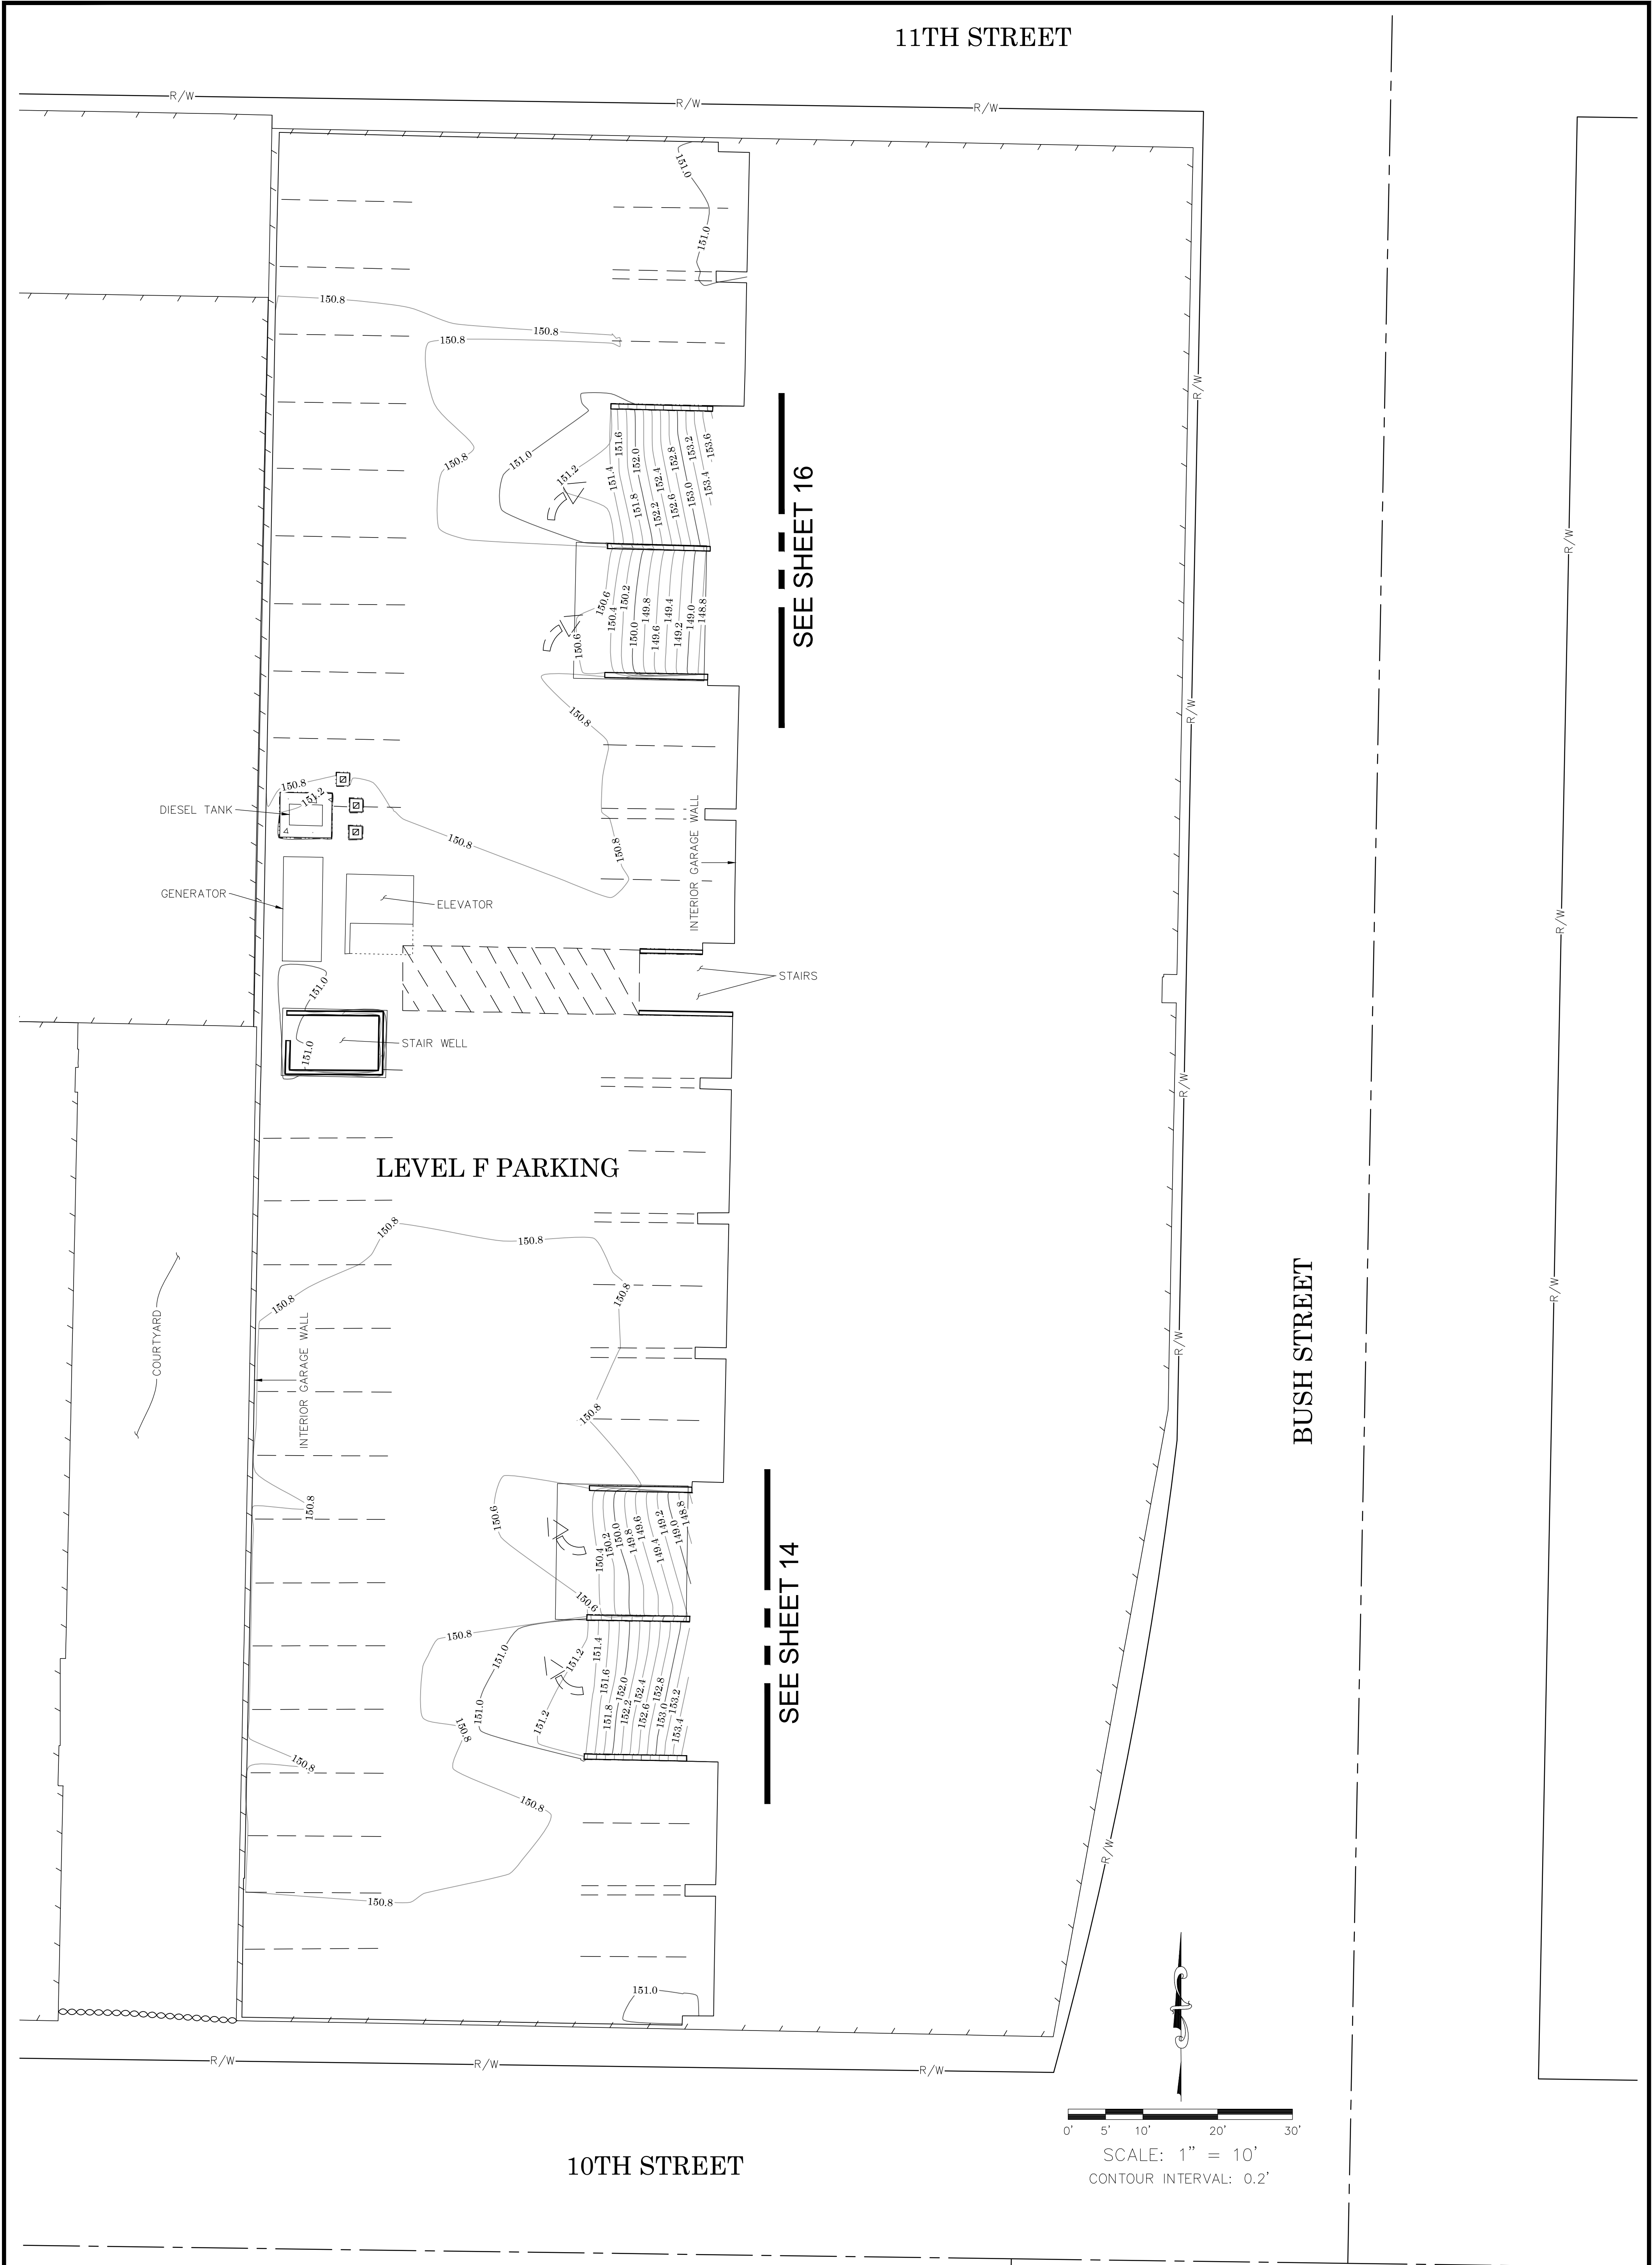 11TH STREET
R/W
R/W
R/W
151.0
151.0
150.8
150.8
150.8
R/W
150.8
151.0
151.2
151.4
151.6
151.8
152.0
152.2
152.4
152.6
152.8
153.0
153.2
153.4
153.6
SEE SHEET 16
R/W
150.6
150.6
150.4
150.2
150.0
149.8
149.6
149.4
149.2
149.0
148.8
150.8
R/W
150.8
151.2
DIESEL TANK
150.8
150.8
INTERIOR GARAGE WALL
GENERATOR
ELEVATOR
R/W
151.0
STAIRS
151.0
STAIR WELL
R/W
LEVEL F PARKING
150.8
150.8
150.8
150.8
R/W
COURTYARD
INTERIOR GARAGE WALL
BUSH STREET
R/W
150.8
150.8
150.6
150.4
150.2
150.0
149.8
149.6
149.4
149.2
149.0
148.8
150.6
SEE SHEET 14
150.8
151.0
151.0
151.2
151.2
151.4
151.6
151.8
152.0
152.2
152.4
152.6
152.8
153.0
153.2
153.4
150.8
150.8
150.8
R/W
150.8
151.0
R/W
R/W
R/W
0' 5' 10' 20' 30'
SCALE: 1" = 10'
CONTOUR INTERVAL: 0.2'
10TH STREET